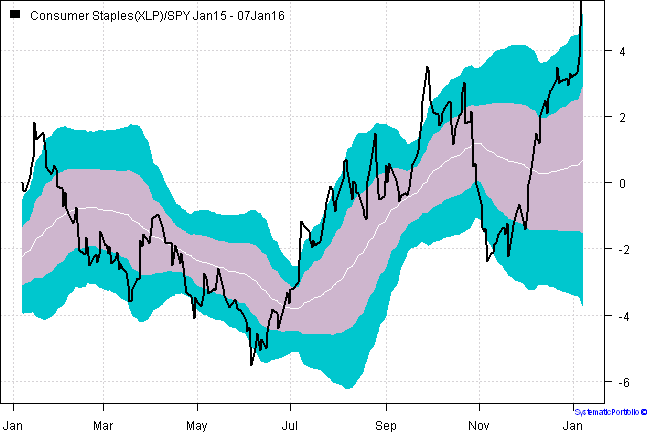 Consumer Staples(XLP)/SPY Jan15 - 07Jan16
4
2
0
-2
-4
-6
Jan Mar May Jul Sep Nov Jan
SystematicPortfolio ©